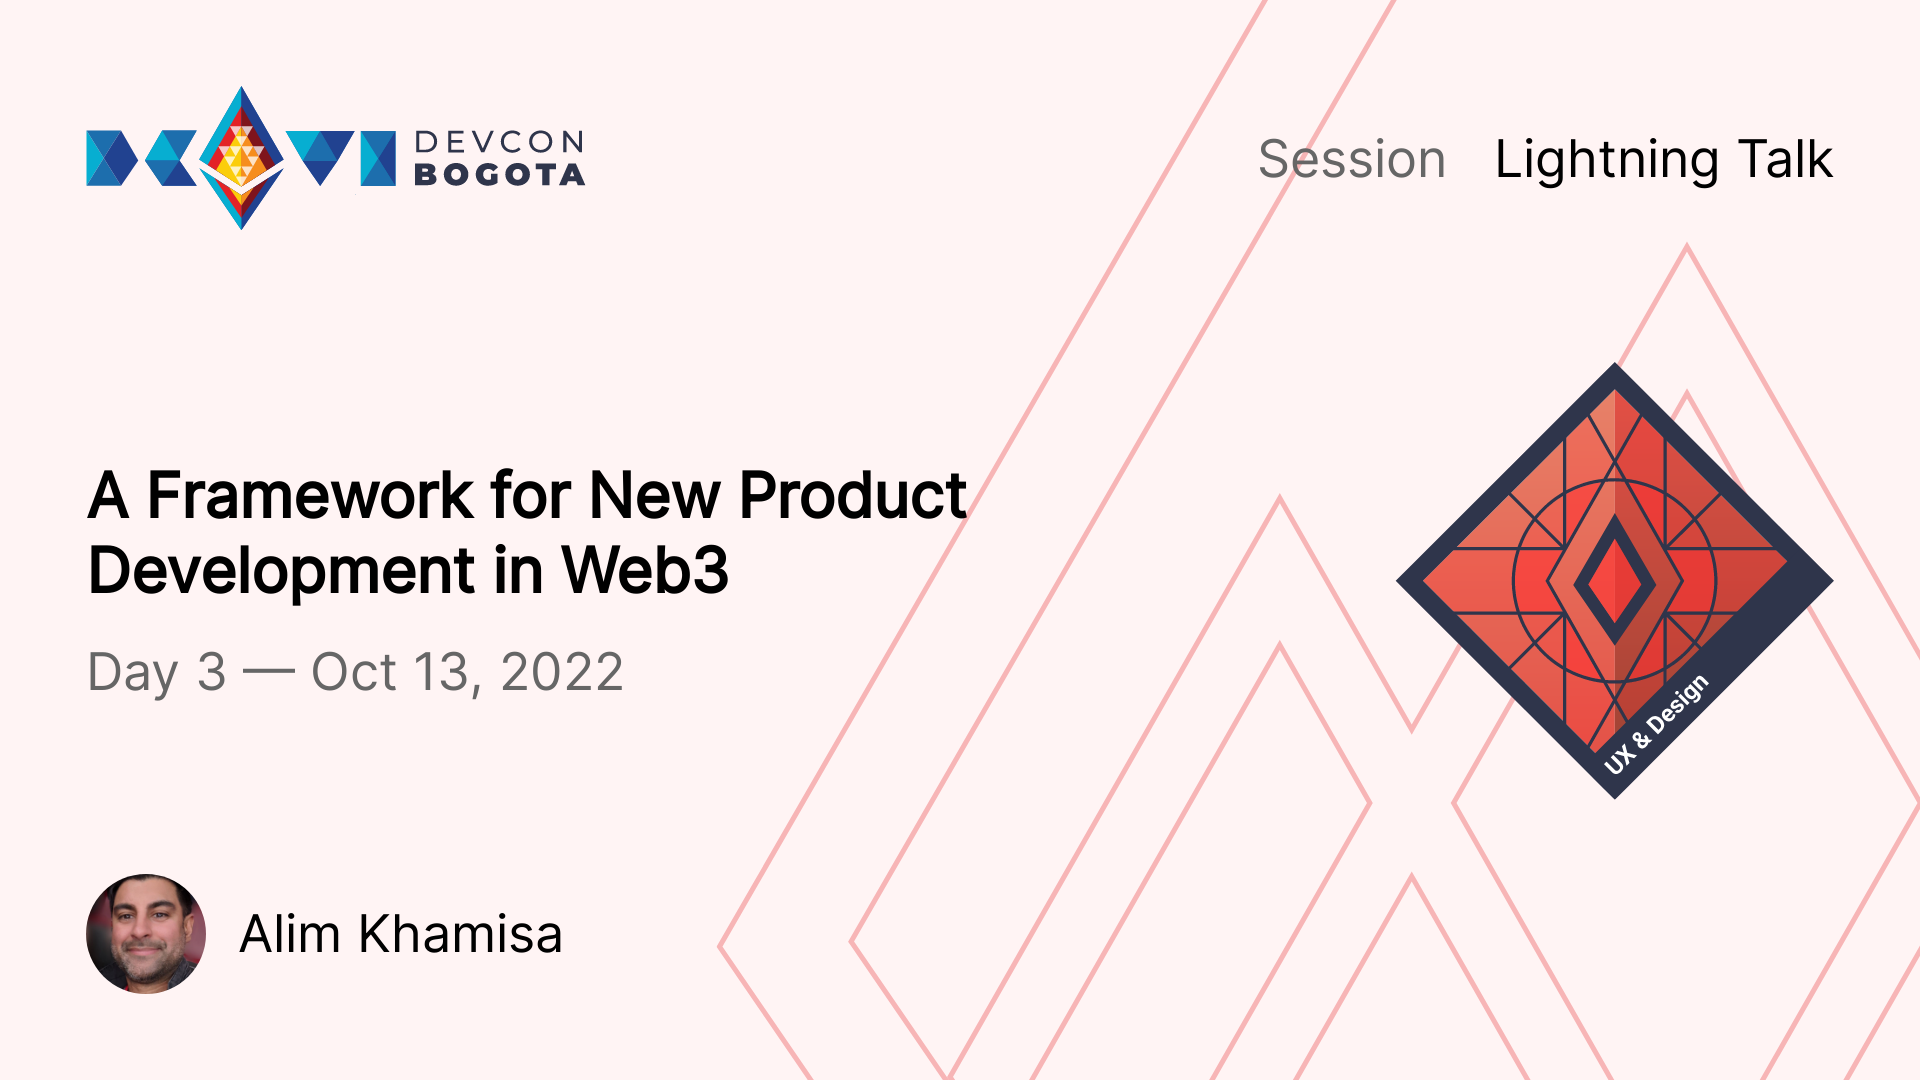 DEVCON
BOGOTA
Session Lightning Talk
A Framework for New Product
Development in Web3
Day 3 — Oct 13, 2022
UX & Design
Alim Khamisa